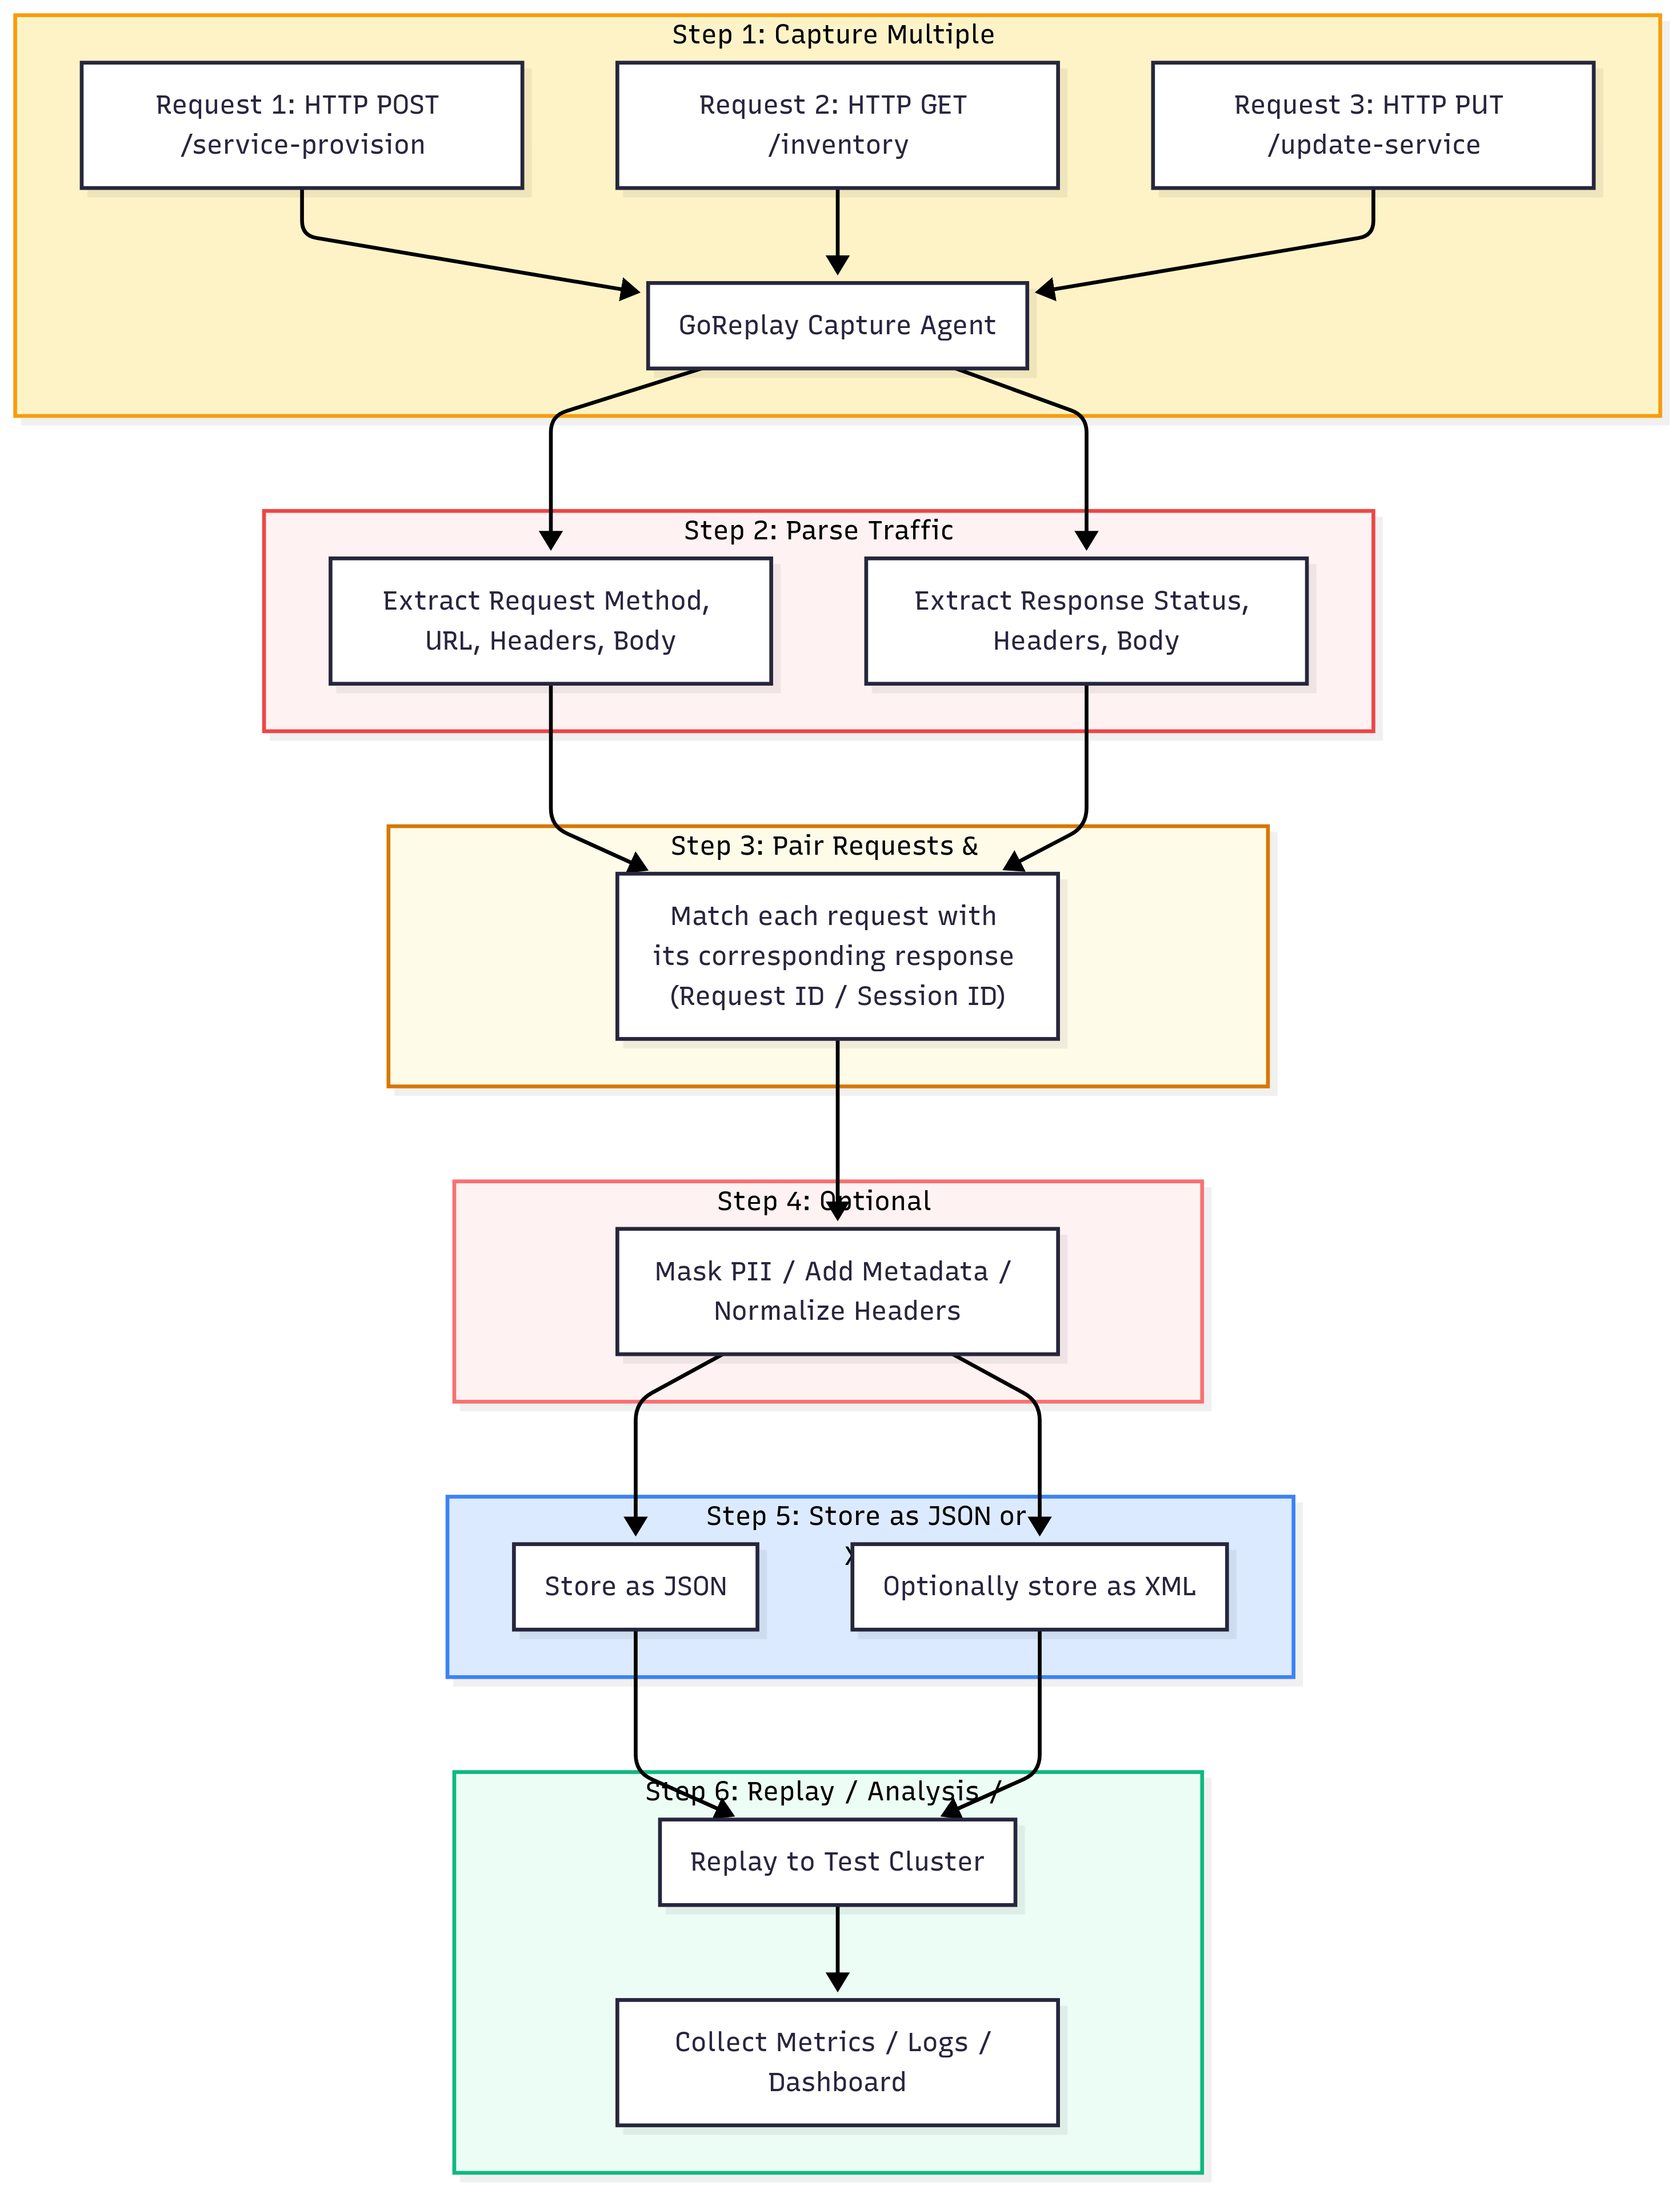 Step 1: Capture Multiple
Request 1: HTTP POST
/service-provision
Request 2: HTTP GET
/inventory
Request 3: HTTP PUT
/update-service
GoReplay Capture Agent
Step 2: Parse Traffic
Extract Request Method,
URL, Headers, Body
Extract Response Status,
Headers, Body
Step 3: Pair Requests &
Match each request with
its corresponding response
(Request ID / Session ID)
Step 4: Optional
Mask PII / Add Metadata /
Normalize Headers
Step 5: Store as JSON or
Store as JSON
Optionally store as XML
Step 6: Replay / Analysis /
Replay to Test Cluster
Collect Metrics / Logs /
Dashboard